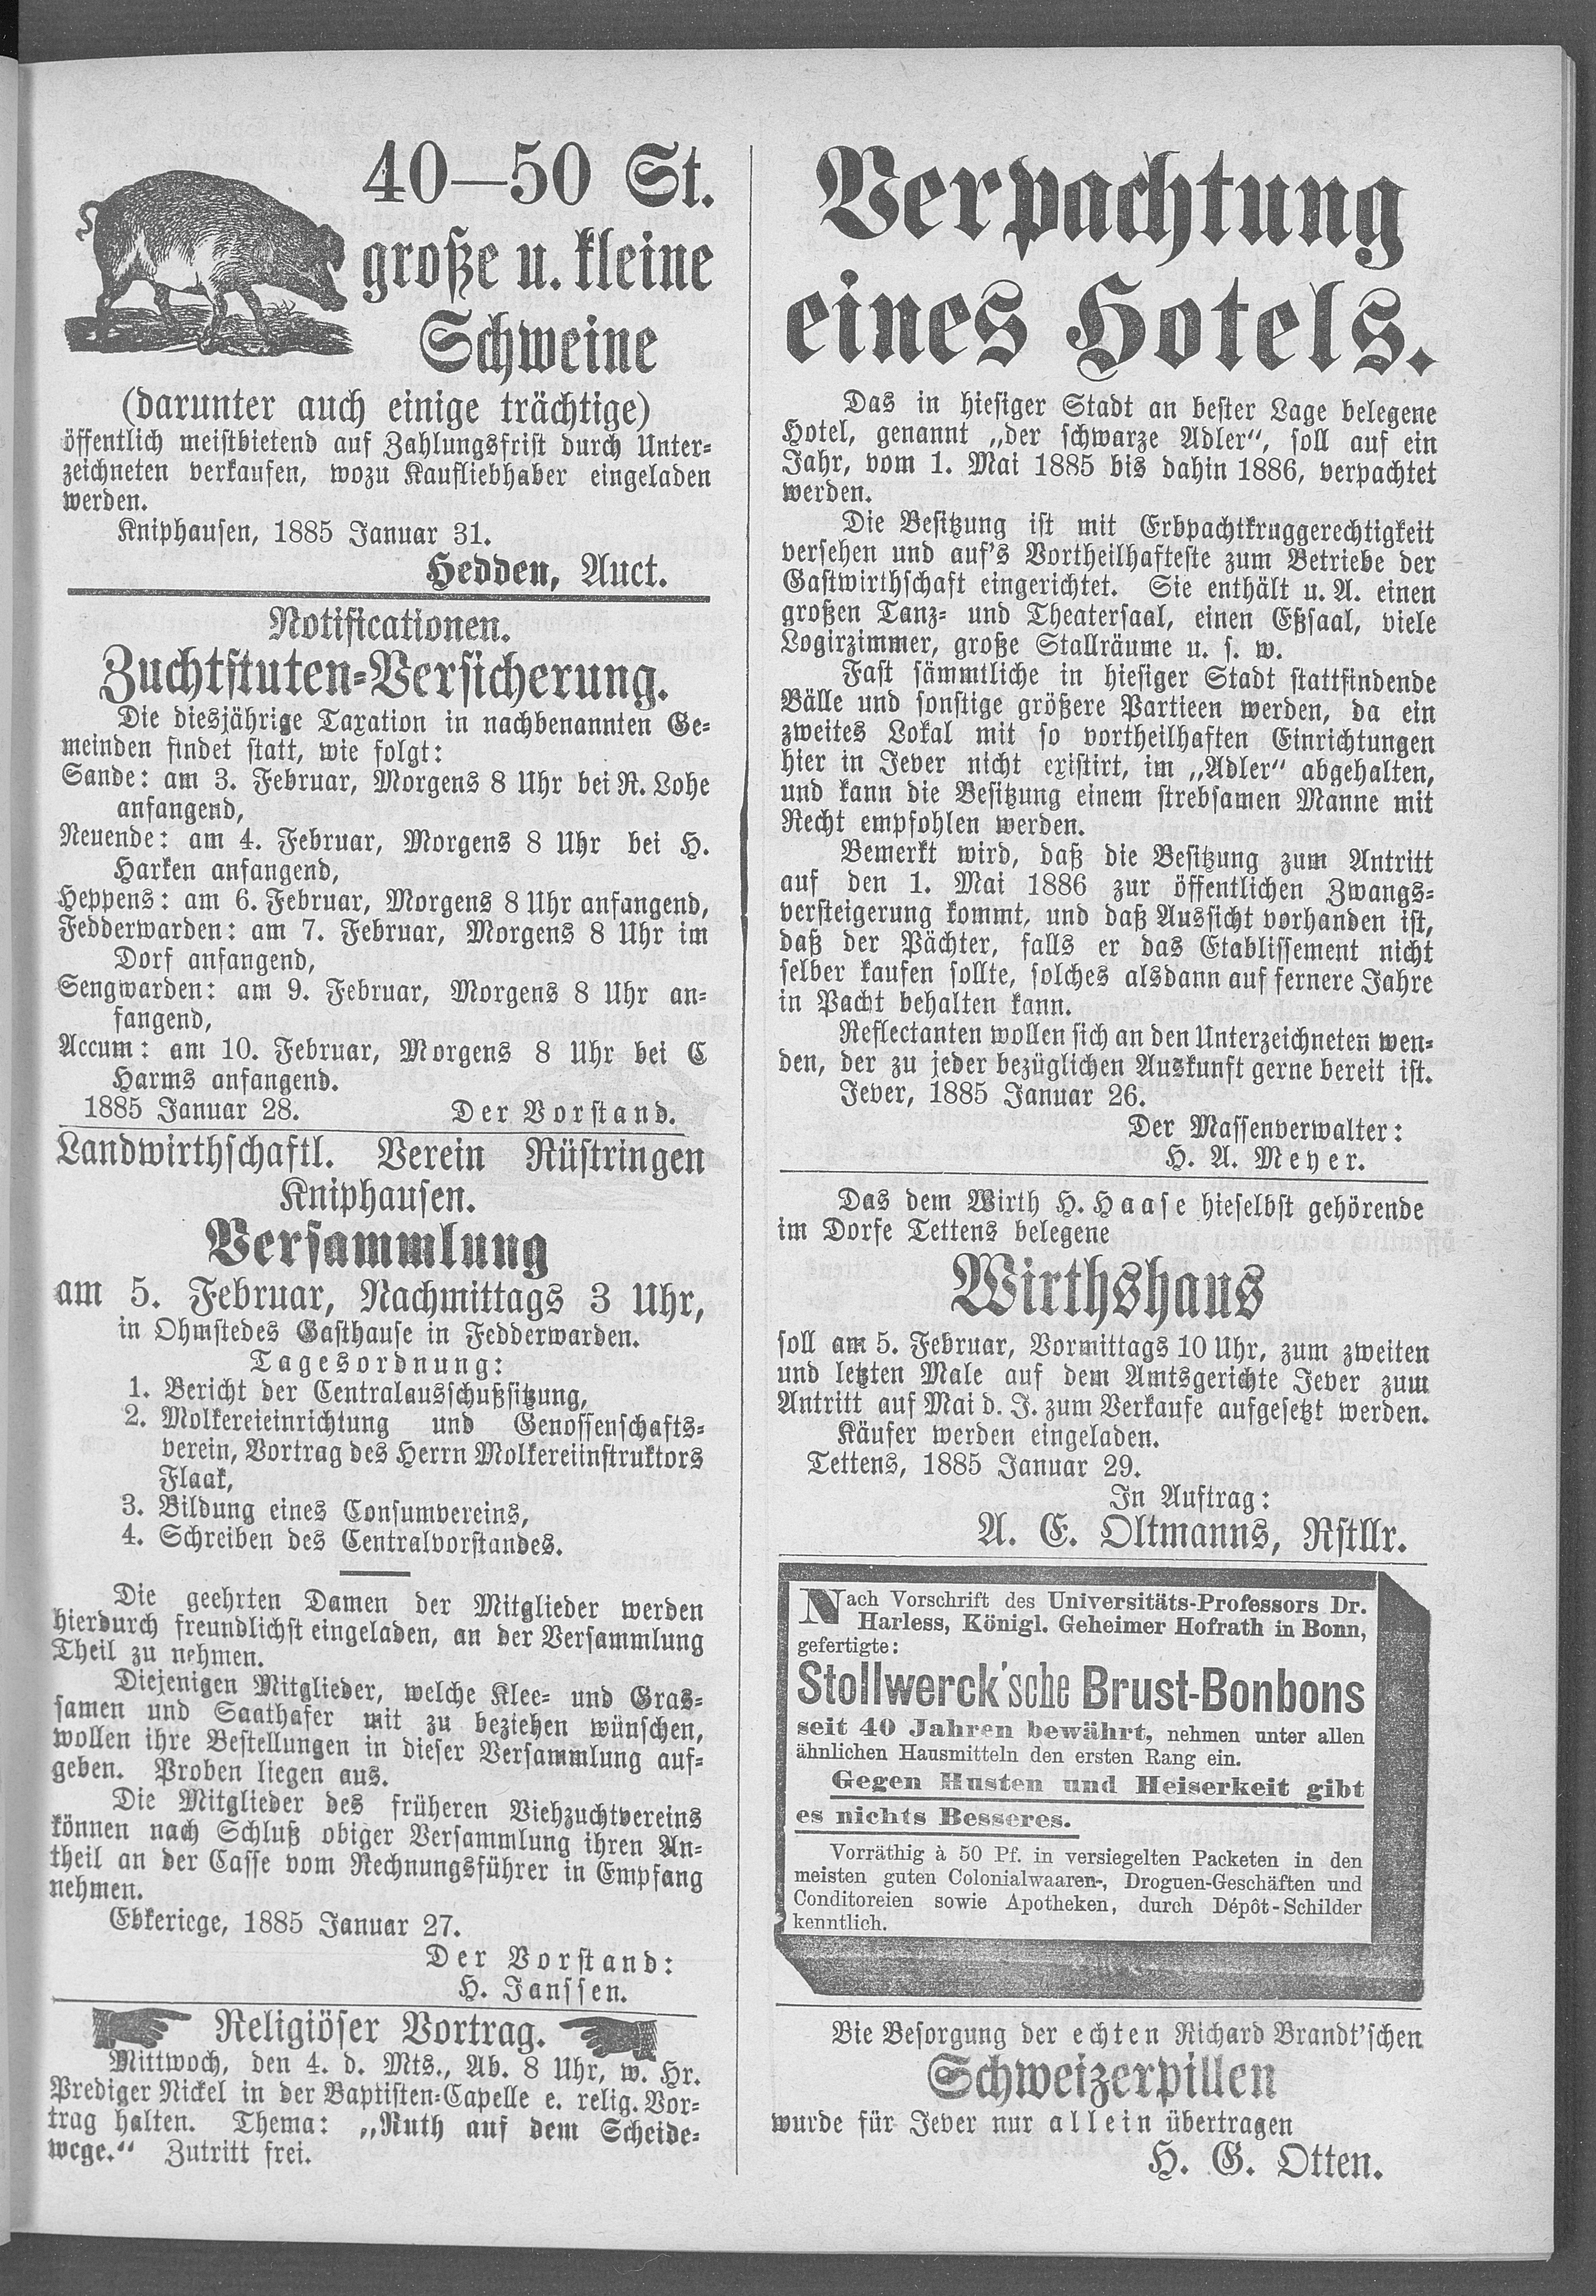 40—50 St.
große u. kleine
Schweine
(darunter auch einige trächtige)
öffentlich meistbietend auf Zahlungsfrist durch Unter-
zeichneten verkaufen, wozu Kaufliebhaber eingeladen
werden.
Kniphausen, 1885 Januar 31.
Hedden, Auct.
Notificationen.
Zuchtstuten-Versicherung.
Die diesjährige Taxation in nachbenannten Ge-
meinden findet statt, wie folgt:
Sande: am 3. Februar, Morgens 8 Uhr bei R. Lohe
anfangend,
Neuende: am 4. Februar, Morgens 8 Uhr bei H.
Harken anfangend,
Heppens: am 6. Februar, Morgens 8 Uhr anfangend,
Fedderwarden: am 7. Februar, Morgens 8 Uhr im
Dorf anfangend,
Sengwarden: am 9. Februar, Morgens 8 Uhr an-
fangend,
Accum: am 10. Februar, Morgens 8 Uhr bei C
Harms anfangend.
1885 Januar 28. Der Vorstand.
Landwirthschaftl. Verein Rüstringen
Kniphausen.
Versammlung
am 5. Februar, Nachmittags 3 Uhr,
in Ohmstedes Gasthause in Fedderwarden.
Tagesordnung:
1. Bericht der Centralausschußsitzung,
2. Molkereieinrichtung und Genossenschafts-
verein, Vortrag des Herrn Molkereiinstruktors
Flaak,
3. Bildung eines Consumvereins,
4. Schreiben des Centralvorstandes.
Die geehrten Damen der Mitglieder werden
hierdurch freundlichst eingeladen, an der Versammlung
Theil zu nehmen.
Diejenigen Mitglieder, welche Klee- und Gras-
samen und Saathafer mit zu beziehen wünschen,
wollen ihre Bestellungen in dieser Versammlung auf-
geben. Proben liegen aus.
Die Mitglieder des früheren Viehzuchtvereins
können nach Schluß obiger Versammlung ihren An-
theil an der Casse vom Rechnungsführer in Empfang
nehmen.
Ebkeriege, 1885 Januar 27.
Der Vorstand:
H. Janssen.
Religiöser Vortrag.
Mittwoch, den 4. d. Mts., Ab. 8 Uhr, w. Hr.
Prediger Nickel in der Baptisten-Capelle e. relig. Vor-
trag halten. Thema: „Ruth auf dem Scheide-
wege.“ Zutritt frei.
Verpachtung
eines Hotels.
Das in hiesiger Stadt an bester Lage belegene
Hotel, genannt „der schwarze Adler“, soll auf ein
Jahr, vom 1. Mai 1885 bis dahin 1886, verpachtet
werden.
Die Besitzung ist mit Erbpachtkruggerechtigkeit
versehen und auf's Vortheilhafteste zum Betriebe der
Gastwirthschaft eingerichtet. Sie enthält u. A. einen
großen Tanz- und Theatersaal, einen Eßsaal, viele
Logirzimmer, große Stallräume u. s. w.
Fast sämmtliche in hiesiger Stadt stattfindende
Bälle und sonstige größere Partieen werden, da ein
zweites Lokal mit so vortheilhaften Einrichtungen
hier in Jever nicht existirt, im „Adler“ abgehalten,
und kann die Besitzung einem strebsamen Manne mit
Recht empfohlen werden.
Bemerkt wird, daß die Besitzung zum Antritt
auf den 1. Mai 1886 zur öffentlichen Zwangs-
versteigerung kommt, und daß Aussicht vorhanden ist,
daß der Pächter, falls er das Etablissement nicht
selber kaufen sollte, solches alsdann auf fernere Jahre
in Pacht behalten kann.
Reflectanten wollen sich an den Unterzeichneten wen-
den, der zu jeder bezüglichen Auskunft gerne bereit ist.
Jever, 1885 Januar 26.
Der Massenverwalter:
H. A. Meyer.
Das dem Wirth H. Haase hieselbst gehörende
im Dorfe Tettens belegene
Wirthshaus
soll am 5. Februar, Vormittags 10 Uhr, zum zweiten
und letzten Male auf dem Amtsgerichte Jever zum
Antritt auf Mai d. J. zum Verkaufe aufgesetzt werden.
Käufer werden eingeladen.
Tettens, 1885 Januar 29.
In Auftrag:
A. E. Oltmanns, Rstllr.
Nach Vorschrift des Universitäts-Professors Dr.
Harless, Königl. Geheimer Hofrath in Bonn,
gefertigte:
Stollwerck'sche Brust-Bonbons
seit 40 Jahren bewährt, nehmen unter allen
ähnlichen Hausmitteln den ersten Rang ein.
Gegen Husten und Heiserkeit gibt
es nichts Besseres.
Vorräthig à 50 Pf. in versiegelten Packeten in den
meisten guten Colonialwaaren-, Droguen-Geschäften und
Conditoreien sowie Apotheken, durch Dépôt-Schilder
kenntlich.
Bie Besorgung der echten Richard Brandt'schen
Schweizerpillen
wurde für Jever nur allein übertragen
H. G. Otten.